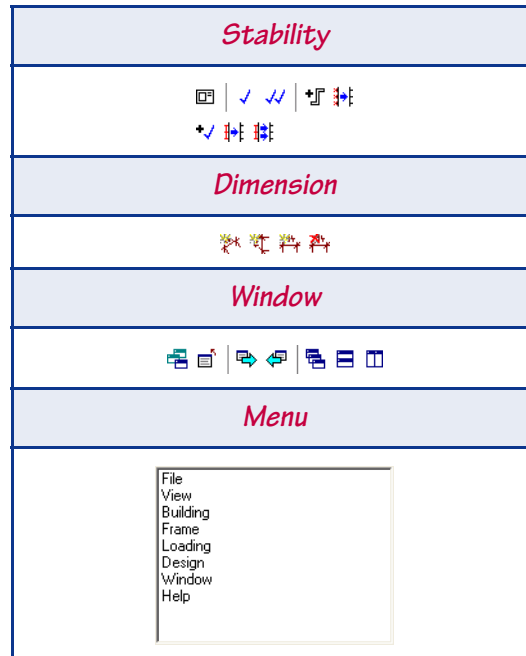 Stability
Dimension
Window
Menu
File
View
Building
Frame
Loading
Design
Window
Help